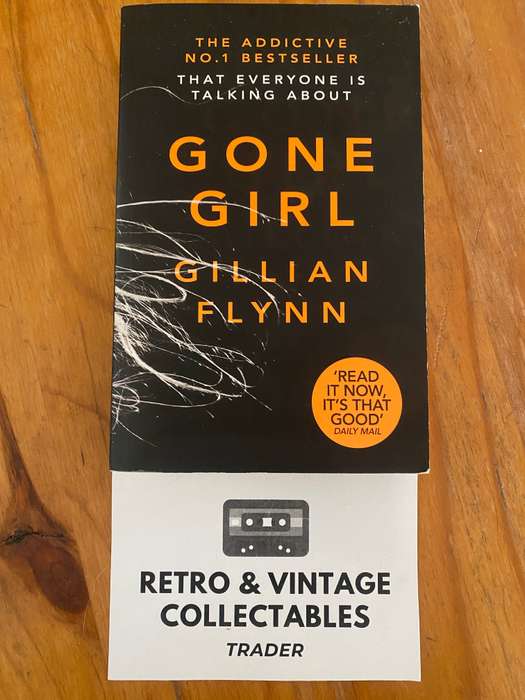 THE ADDICTIVE
NO.1 BESTSELLER
THAT EVERYONE IS
TALKING ABOUT
GONE
GIRL
GILLIAN
FLYNN
'READ
IT NOW,
IT'S THAT
GOOD'
DAILY MAIL
RETRO & VINTAGE
COLLECTABLES
TRADER